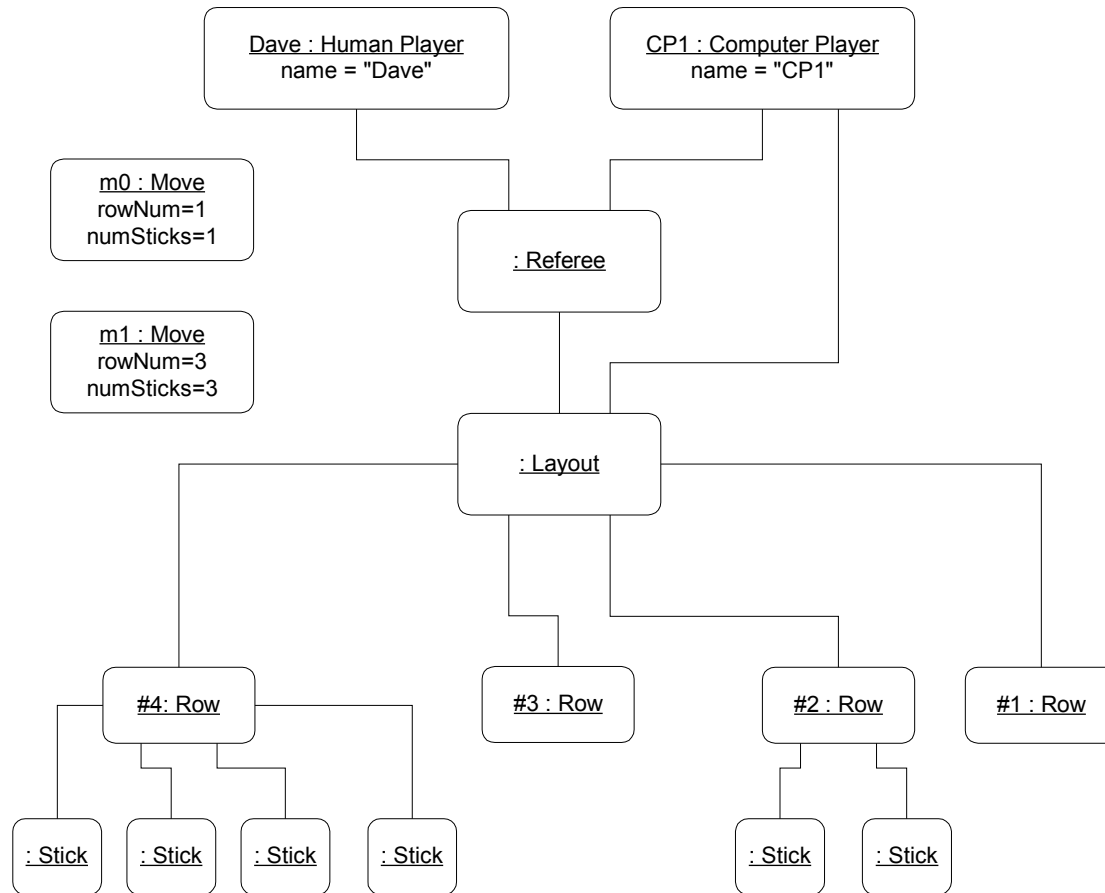 Dave : Human Player
name = "Dave"
CP1 : Computer Player
name = "CP1"
m0 : Move
rowNum=1
numSticks=1
: Referee
m1 : Move
rowNum=3
numSticks=3
: Layout
#4: Row
#3 : Row
#2 : Row
#1 : Row
: Stick
: Stick
: Stick
: Stick
: Stick
: Stick